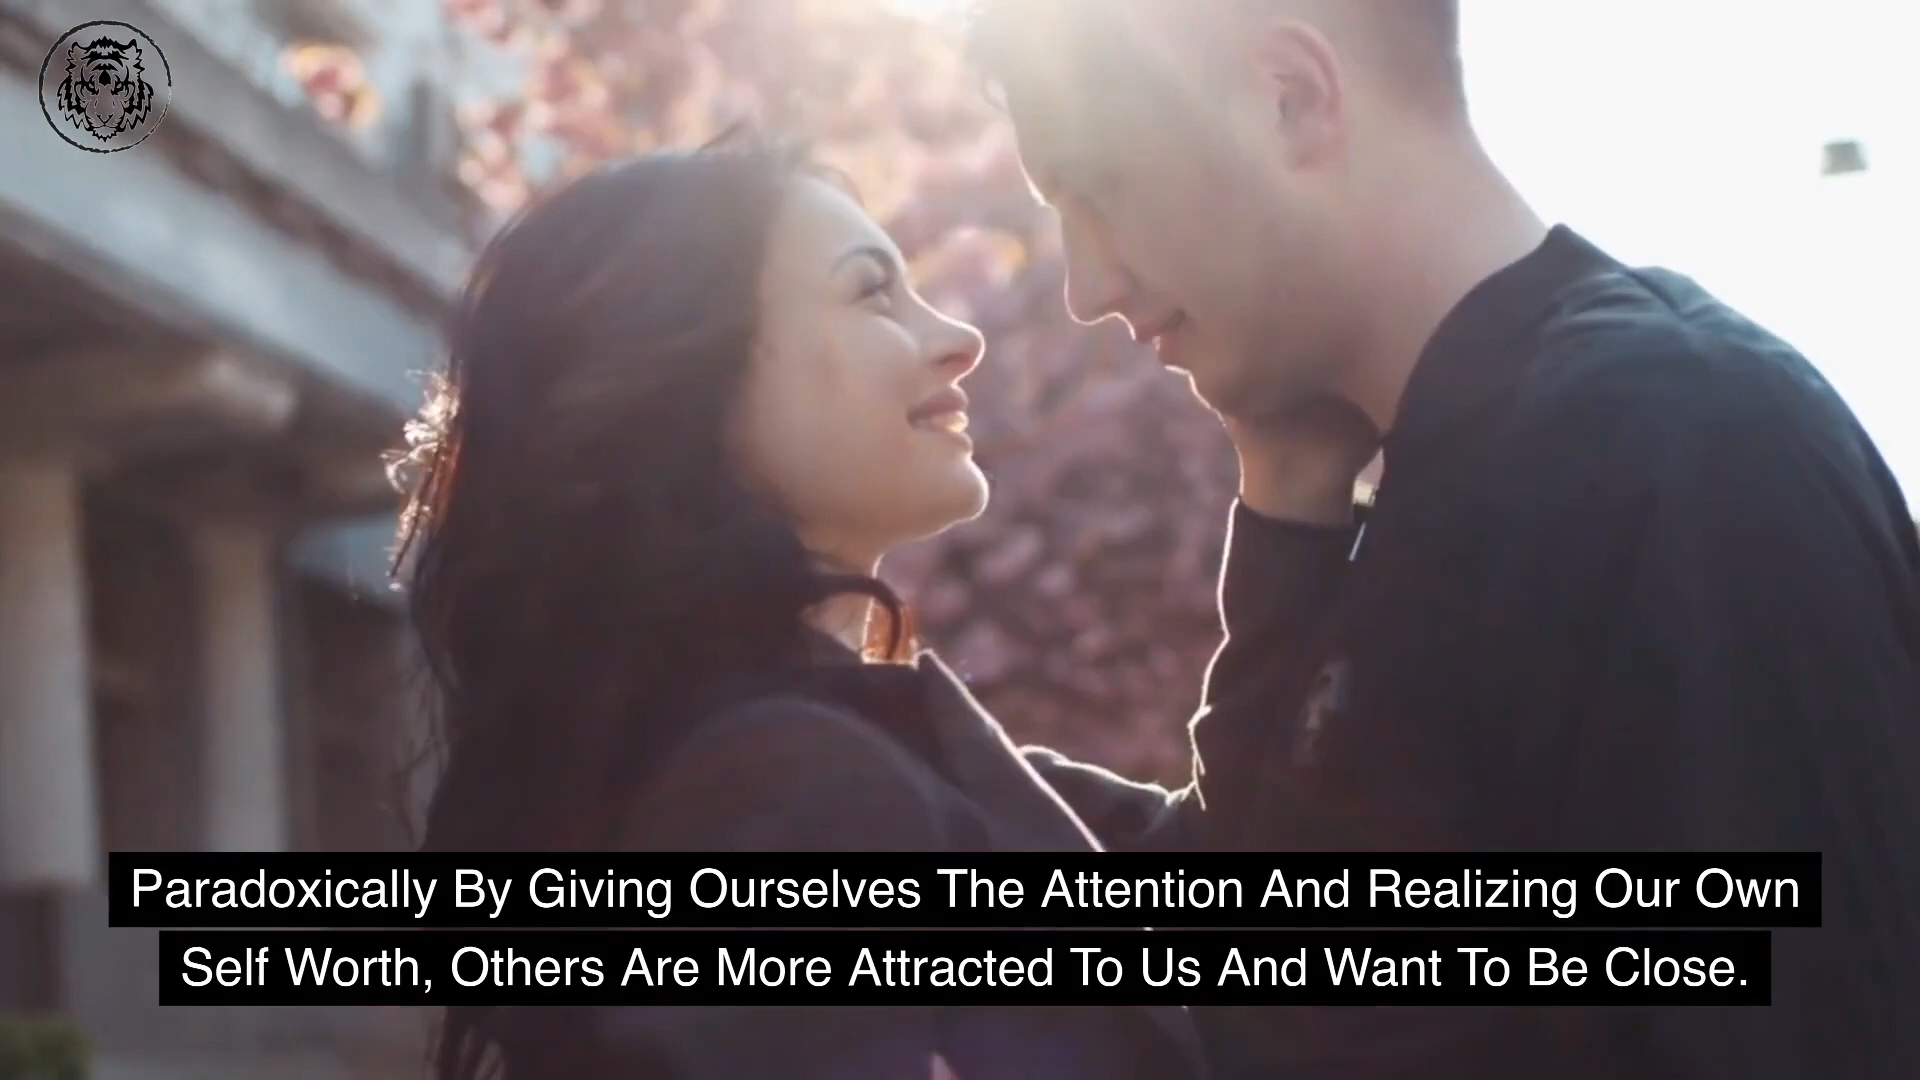 Paradoxically By Giving Ourselves The Attention And Realizing Our Own
Self Worth, Others Are More Attracted To Us And Want To Be Close.